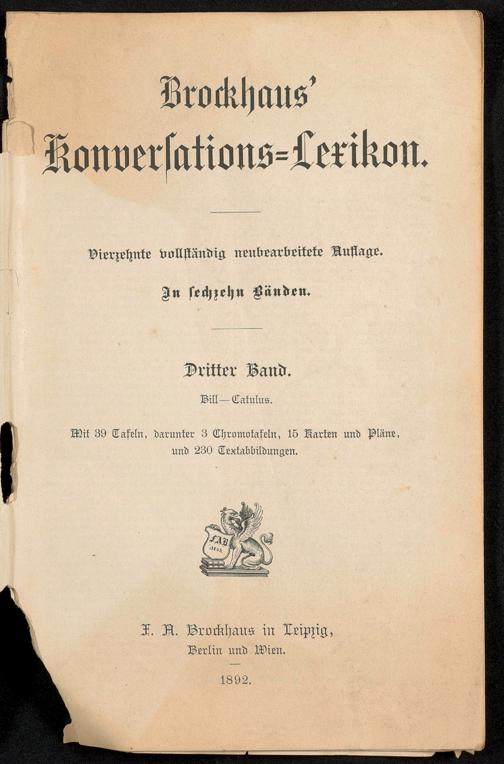 Brockhaus'
Konverſations=Lexikon.
Vierzehnte vollſtändig neubearbeitete Auflage.
In ſechzehn Bänden.
Dritter Band.
Bill—Catulus.
Mit 39 Tafeln, darunter 3 Chromotafeln, 15 Karten und Pläne,
und 230 Textabbildungen.
FAB
F. A. Brockhaus in Leipzig,
Berlin und Wien.
1892.